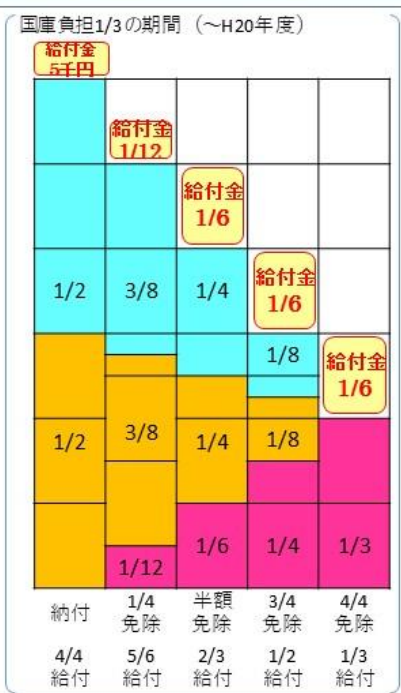 国庫負担1/3の期間（～H20年度）
給付金
5千円
給付金
1/12
給付金
1/6
給付金
1/6
給付金
1/6
1/2
3/8
1/4
1/8
1/2
3/8
1/4
1/8
1/12
1/6
1/4
1/3
納付
1/4
免除
半額
免除
3/4
免除
4/4
免除
4/4
給付
5/6
給付
2/3
給付
1/2
給付
1/3
給付